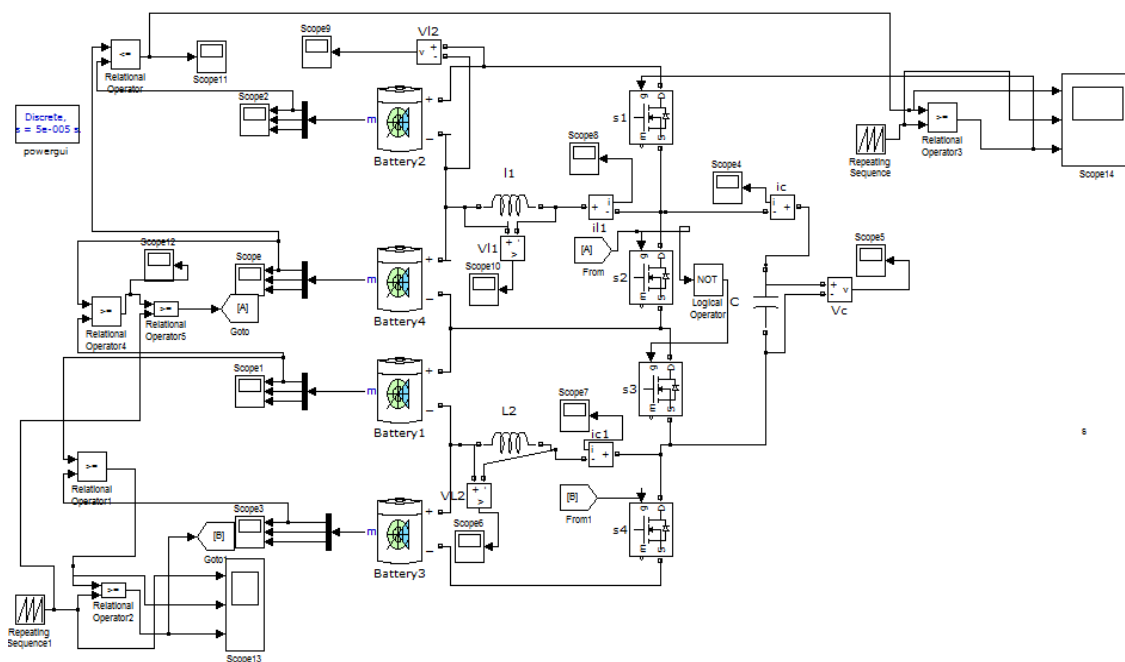 Scope9
Vl2
v
+
-
<=
Relational
Operator
Scope11
Scope2
m
+
−
Battery2
Discrete,
s = 5e-005 s.
powergui
g
D
m
S
s1
Scope8
l1
+
-
i
il1
Scope4
ic
i
+
-
Repeating
Sequence
>=
Relational
Operator3
Scope14
Scope12
Scope
m
+
−
Battery4
Vl1
+
-
v
Scope10
[A]
From
g
D
m
S
s2
NOT
Logical
Operator
C
Scope5
+
-
v
Vc
>=
Relational
Operator4
>=
Relational
Operator5
[A]
Goto
Scope1
m
+
−
Battery1
g
D
m
S
s3
Scope7
L2
ic1
i
-
+
s
>=
Relational
Operator1
VL2
+
-
v
Scope6
[B]
From1
g
D
m
S
s4
Scope3
[B]
Goto1
m
+
−
Battery3
>=
Relational
Operator2
Repeating
Sequence1
Scope13